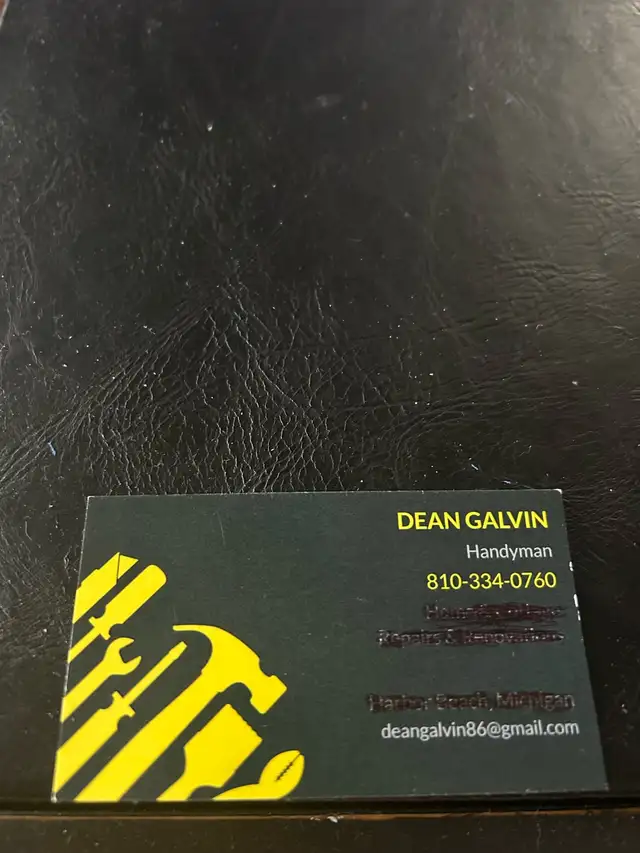 DEAN GALVIN
Handyman
810-334-0760
Repairs & Renovations
Harbor Beach, Michigan
deangalvin86@gmail.com